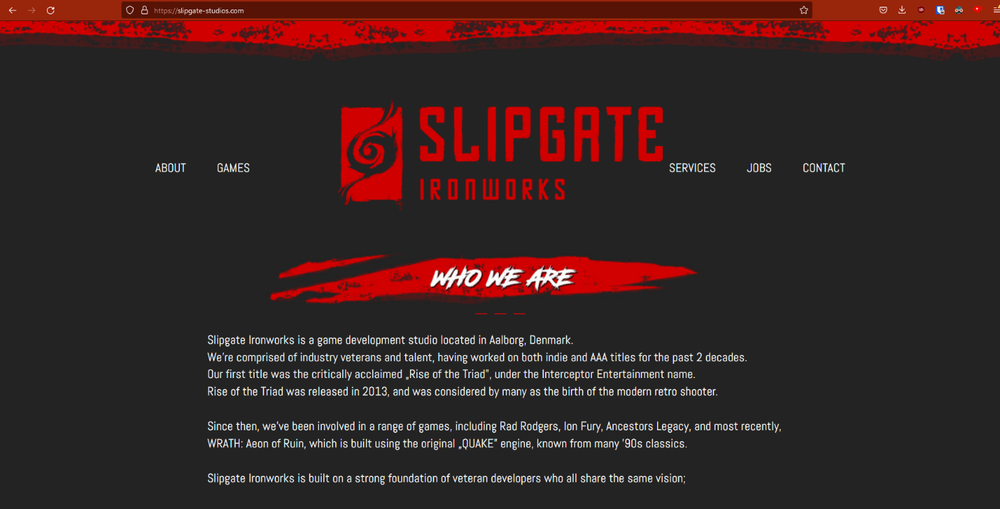 https://slipgate-studios.com
SLIPGATE
IRONWORKS
ABOUT GAMES SERVICES JOBS CONTACT
WHO WE ARE
Slipgate Ironworks is a game development studio located in Aalborg, Denmark.
We're comprised of industry veterans and talent, having worked on both indie and AAA titles for the past 2 decades.
Our first title was the critically acclaimed „Rise of the Triad”, under the Interceptor Entertainment name.
Rise of the Triad was released in 2013, and was considered by many as the birth of the modern retro shooter.
Since then, we've been involved in a range of games, including Rad Rodgers, Ion Fury, Ancestors Legacy, and most recently,
WRATH: Aeon of Ruin, which is built using the original „QUAKE” engine, known from many '90s classics.
Slipgate Ironworks is built on a strong foundation of veteran developers who all share the same vision;